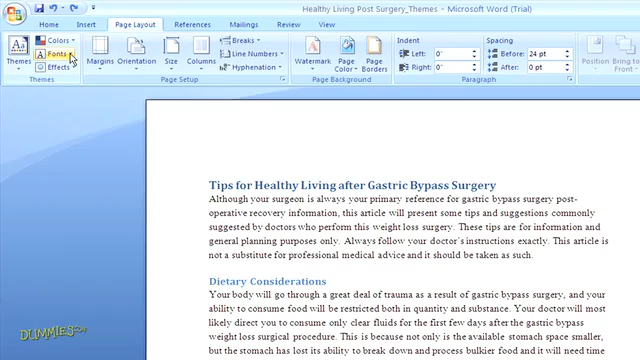 Healthy Living Post Surgery_Themes - Microsoft Word (Trial)
Home Insert Page Layout References Mailings Review View
Themes Colors Fonts Effects
Margins Orientation Size Columns
Breaks
Line Numbers
Hyphenation
Watermark Page Color Page Borders
Indent
Left: 0"
Right: 0"
Spacing
Before: 24 pt
After: 0 pt
Position Bring to Front
Themes Page Setup Page Background Paragraph
Tips for Healthy Living after Gastric Bypass Surgery
Although your surgeon is always your primary reference for gastric bypass surgery post-
operative recovery information, this article will present some tips and suggestions commonly
suggested by doctors who perform this weight loss surgery. These tips are for information and
general planning purposes only. Always follow your doctor's instructions exactly. This article is
not a substitute for professional medical advice and it should be taken as such.
Dietary Considerations
Your body will go through a great deal of trauma as a result of gastric bypass surgery, and your
ability to consume food will be restricted both in quantity and substance. Your doctor will most
likely direct you to consume only clear fluids for the first few days after the gastric bypass
weight loss surgical procedure. This is because not only is the available stomach space smaller,
but the stomach has lost its ability to break down and process bulkier food and it will need time
DUMMIES.COM